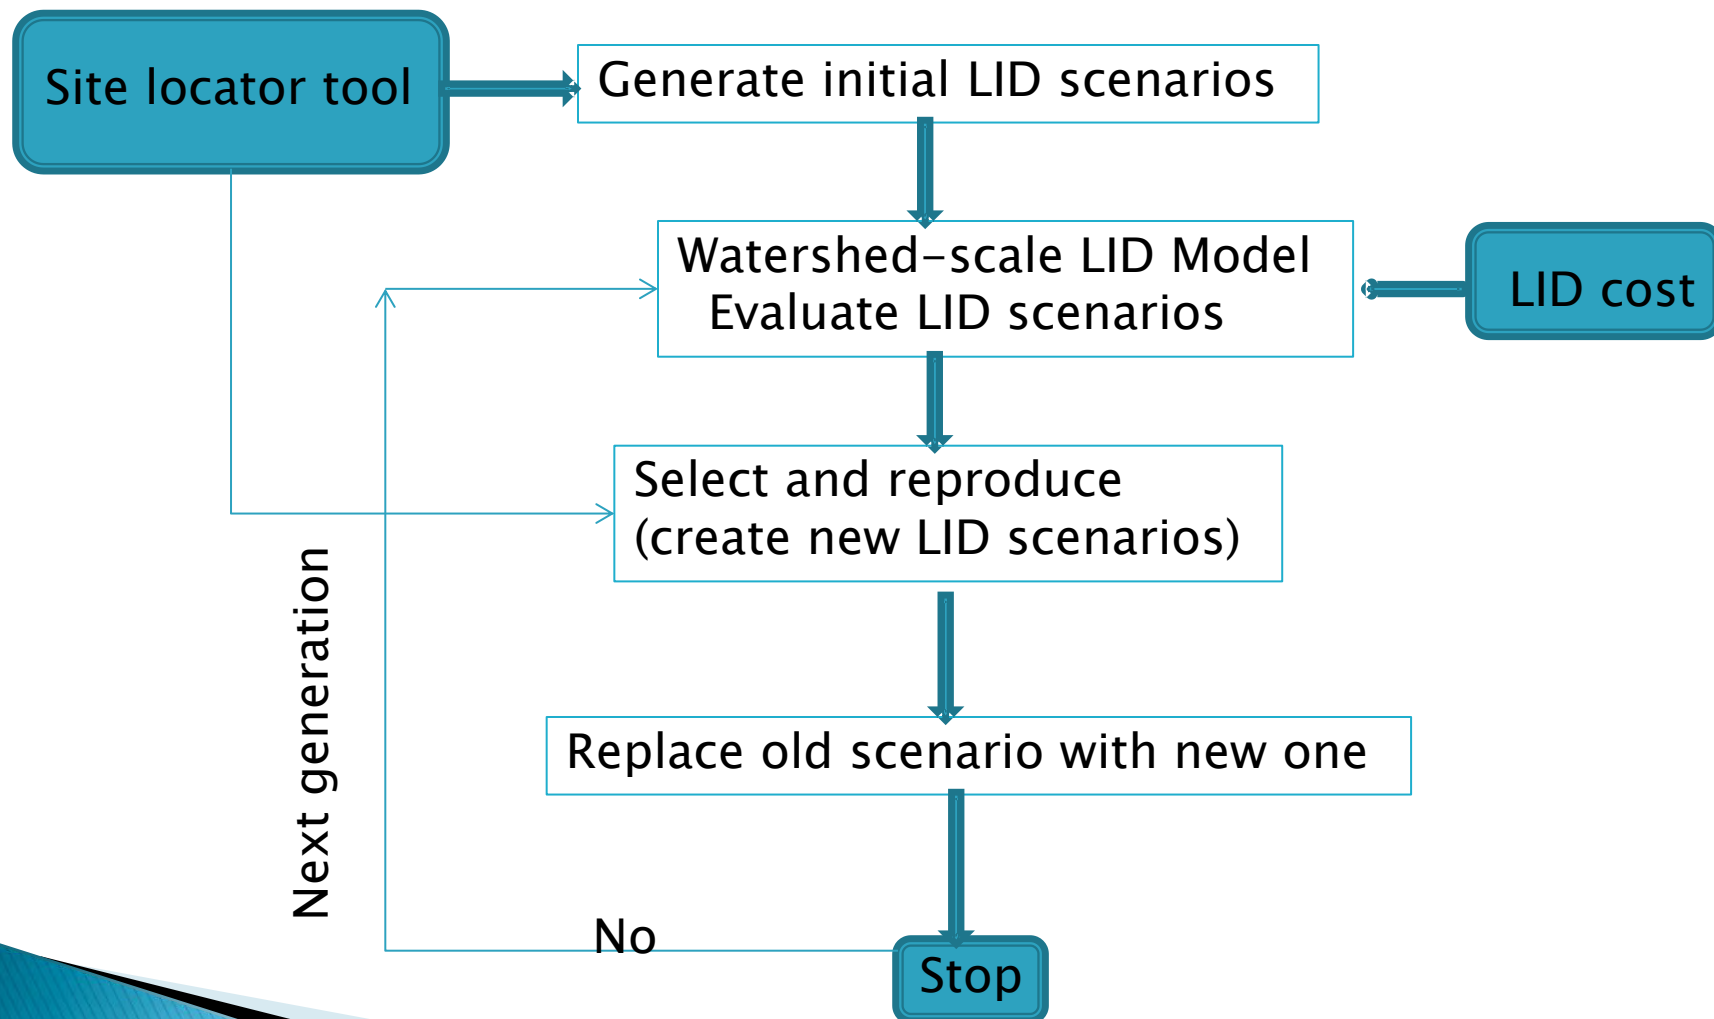 Site locator tool
Generate initial LID scenarios
Watershed-scale LID Model
Evaluate LID scenarios
LID cost
Select and reproduce
(create new LID scenarios)
Next generation
Replace old scenario with new one
No
Stop